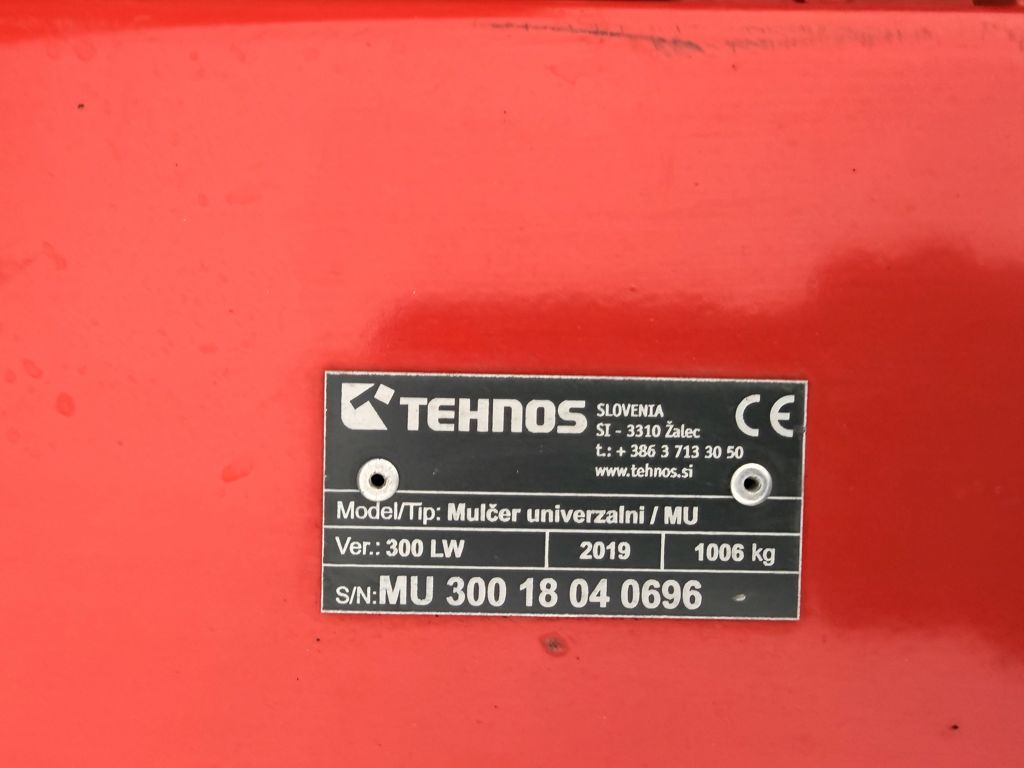 TEHNOS
SLOVENIA
SI - 3310 Žalec
t.: + 386 3 713 30 50
www.tehnos.si
CE
Model/Tip: Mulčer univerzalni / MU
Ver.: 300 LW 2019 1006 kg
S/N: MU 300 18 04 0696